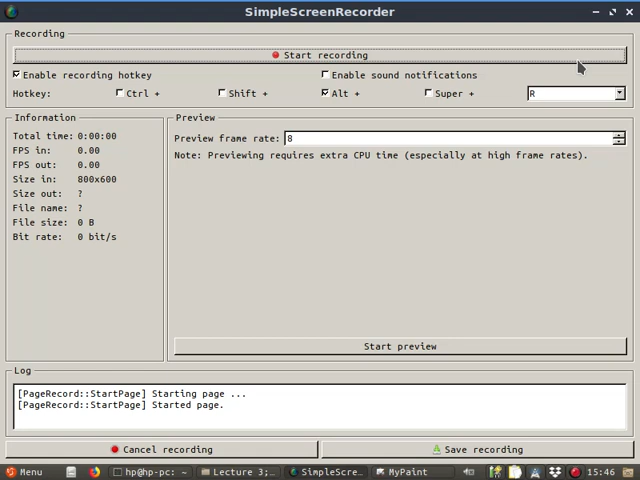 SimpleScreenRecorder
Recording
Start recording
Enable recording hotkey
Enable sound notifications
Hotkey:
Ctrl +
Shift +
Alt +
Super +
R
Information
Total time: 0:00:00
FPS in: 0.00
FPS out: 0.00
Size in: 800x600
Size out: ?
File name: ?
File size: 0 B
Bit rate: 0 bit/s
Preview
Preview frame rate: 8
Note: Previewing requires extra CPU time (especially at high frame rates).
Start preview
Log
[PageRecord::StartPage] Starting page ...
[PageRecord::StartPage] Started page.
Cancel recording
Save recording
Menu
hp@hp-pc: ~
Lecture 3;...
SimpleScre...
MyPaint
15:46